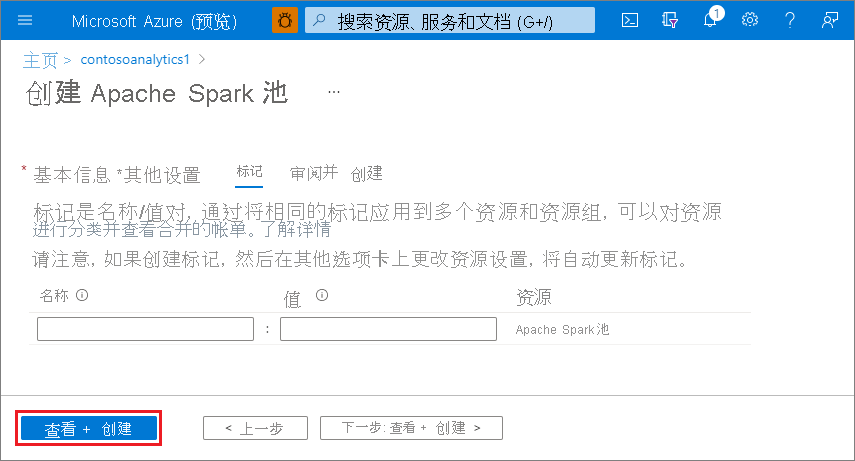 Microsoft Azure (预览) 搜索资源、服务和文档 (G+/) 1
主页 > contosoanalytics1 >
创建 Apache Spark 池 ...
* 基本信息 *其他设置 标记 审阅并 创建
标记是名称/值对, 通过将相同的标记应用到多个资源和资源组, 可以对资源
进行分类并查看合并的帐单。了解详情
请注意, 如果创建标记, 然后在其他选项卡上更改资源设置, 将自动更新标记。
名称 值 资源
: Apache Spark 池
查看 + 创建 < 上一步 下一步: 查看 + 创建 >